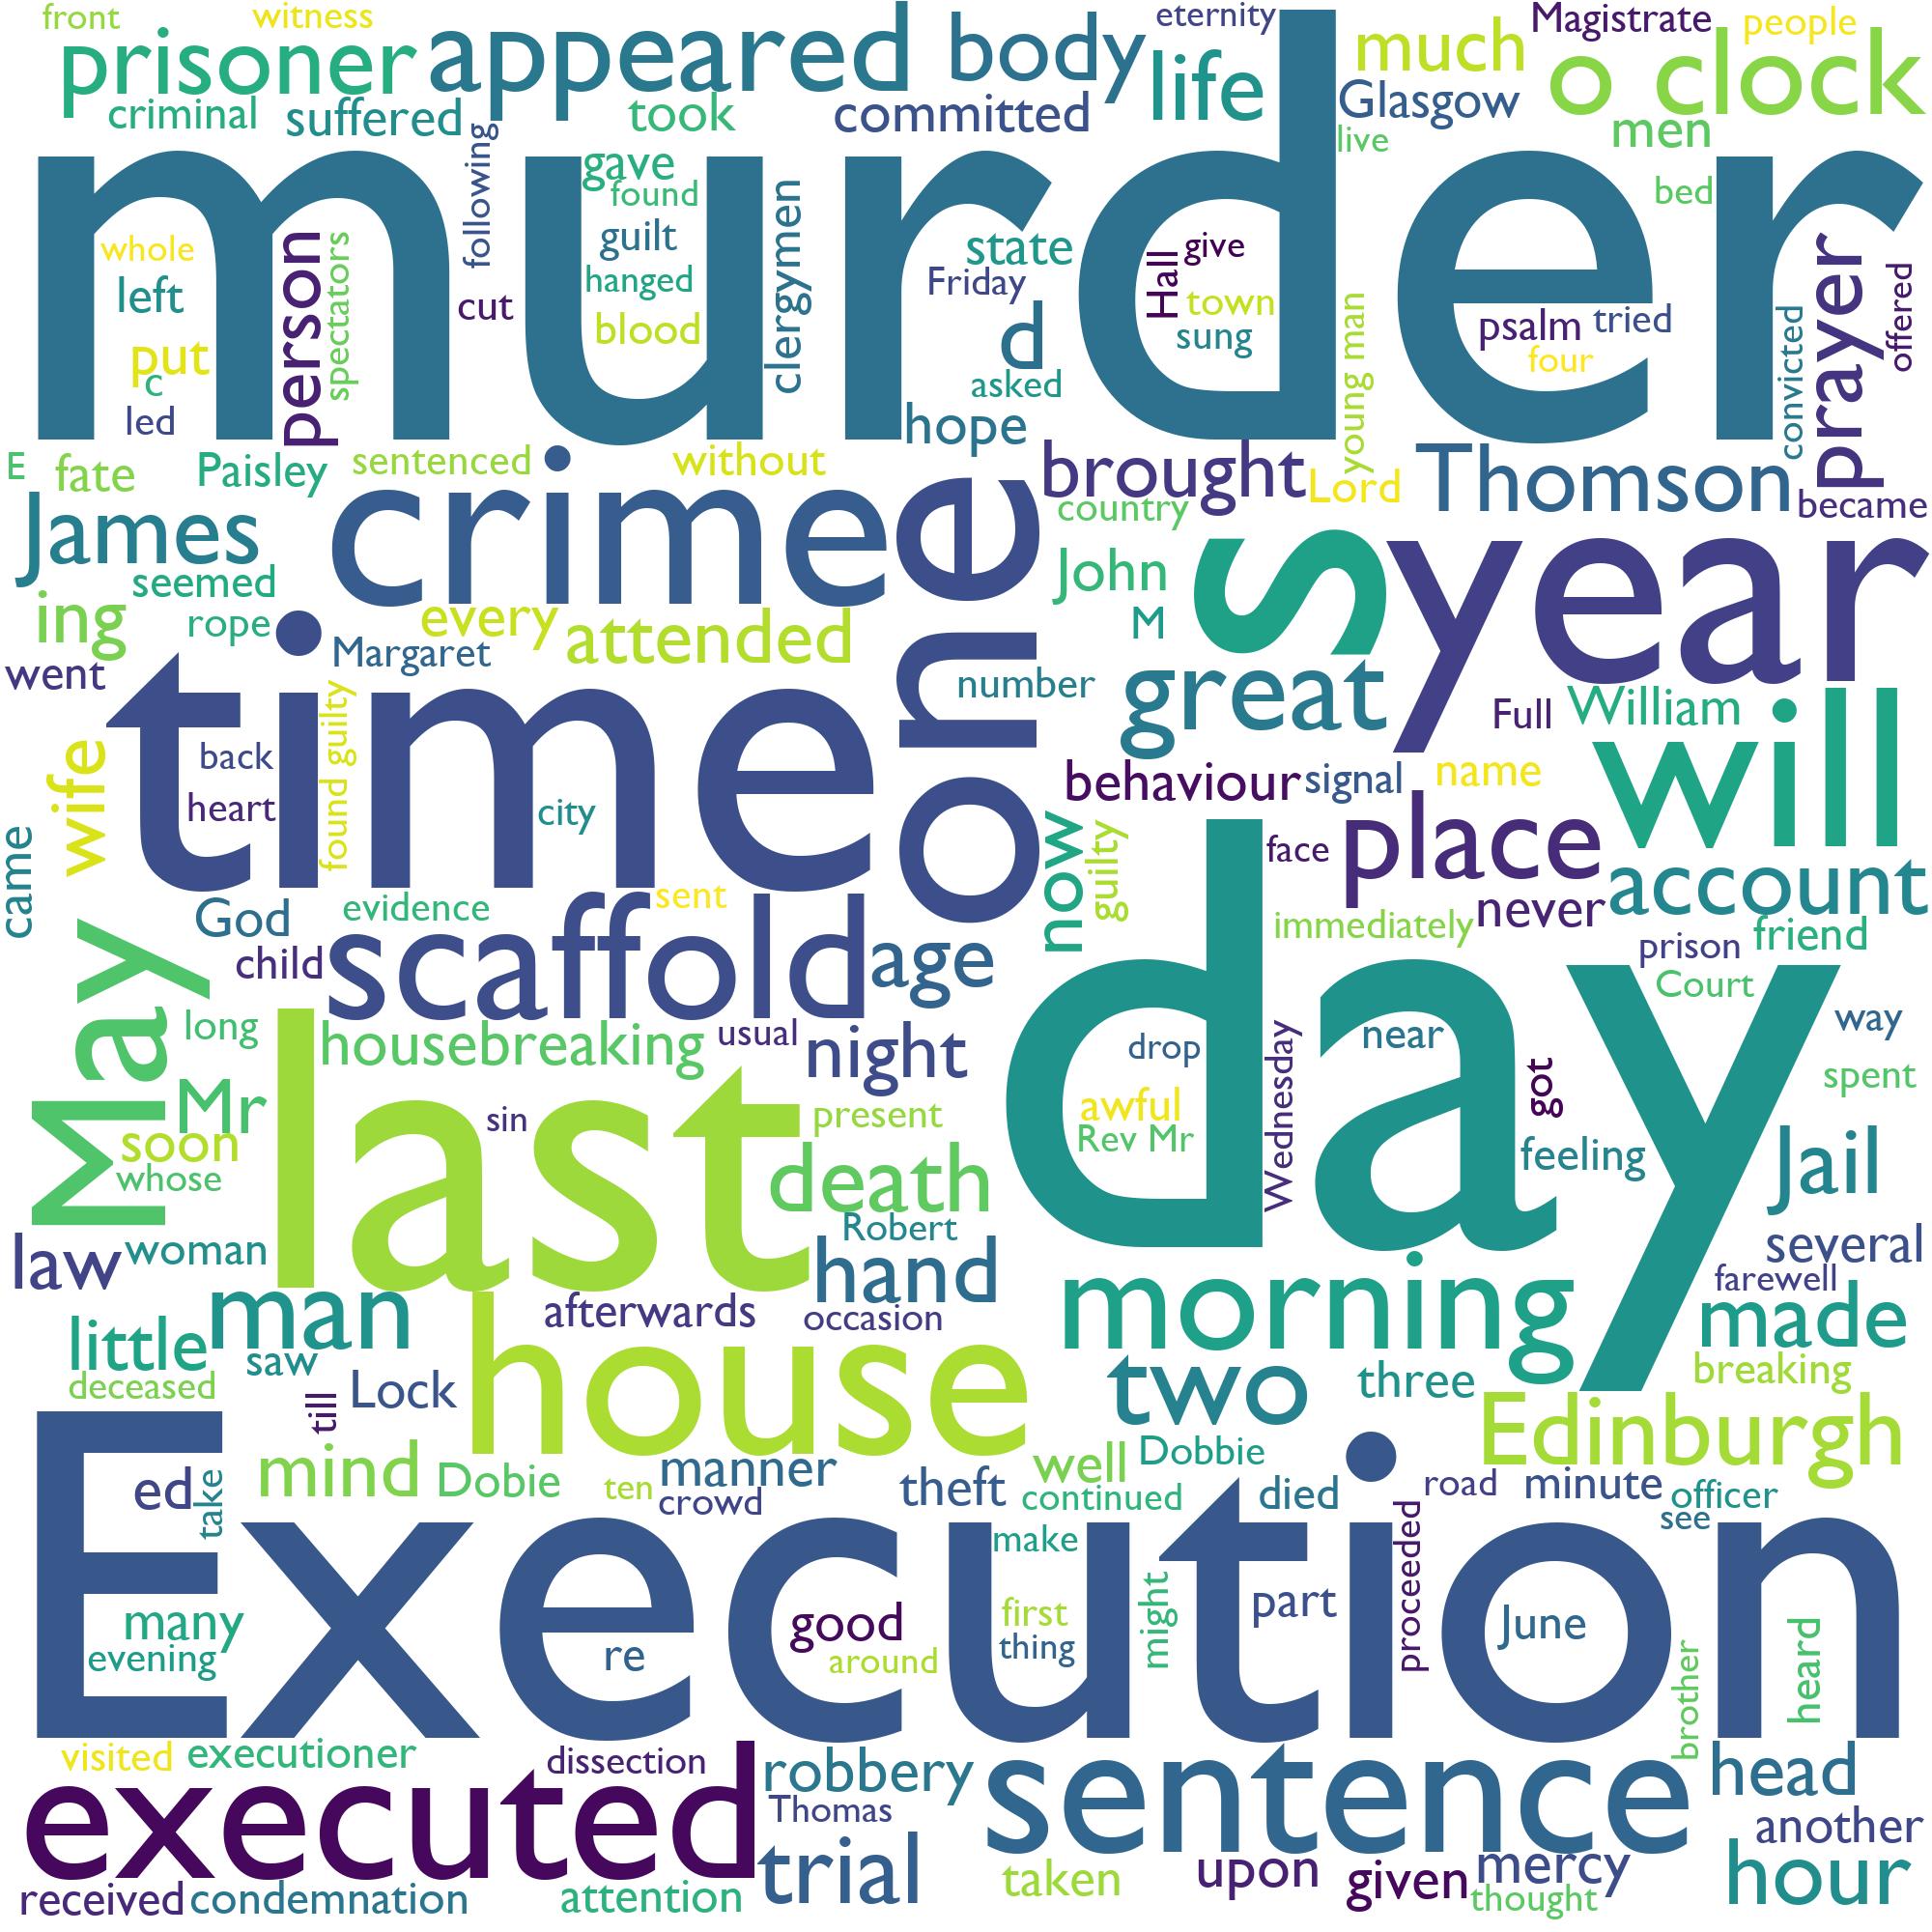 front witness eternity Magistrate people
prisoner appeared body life much o clock
criminal suffered took committed Glasgow men
live
murder
following gave found clergymen bed
whole guilt state Hall give prayer offered
left person spectators hanged Friday town
put cut blood d sung psalm tried
c asked young man four convicted
led hope
E fate Paisley sentenced without brought Lord Thomson became
James crime one country
seemed John s year
ing rope every attended M
went Margaret number great Full William will
time
wife back found guilty behaviour signal name
heart city now guilty face place
came God evidence sent immediately never account
child scaffold age prison friend
May long housebreaking usual night day Court way
Mr last sin present drop Wednesday near got spent
soon awful
whose death Rev Mr feeling Jail
law woman Robert hand several
man afterwards occasion morning farewell
little saw house made
deceased till Lock two three breaking
Edinburgh
ed take mind Dobie ten manner theft well Dobbie died road minute officer
crowd continued see
Execution
make proceeded
many good first might part June heard
evening re around thing brother
visited executioner dissection robbery sentence head
executed Thomas another
received condemnation attention trial taken upon given mercy hour
thought